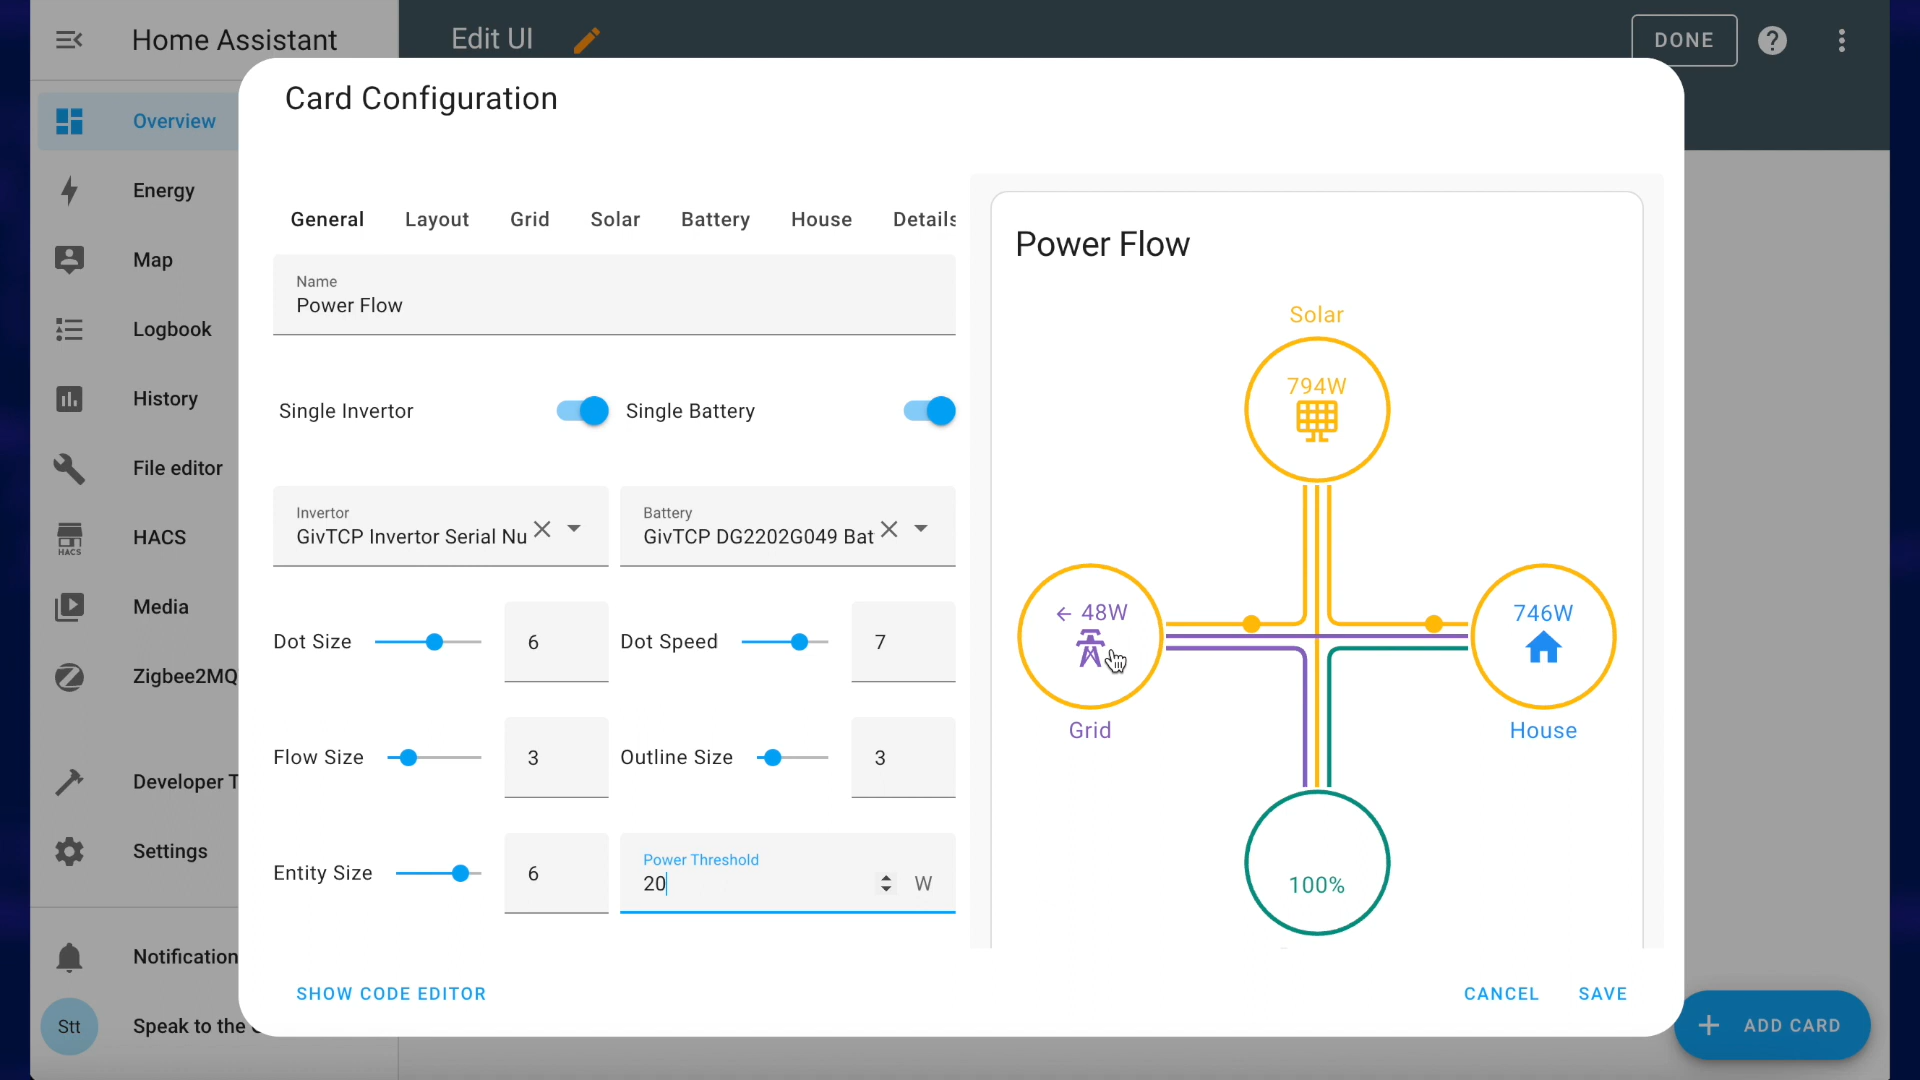 Home Assistant
Edit UI
DONE
Card Configuration
Overview
Energy
Map
Logbook
History
File editor
HACS
HACS
Media
Zigbee2MQ
Developer T
Settings
Notification
Stt
Speak to the
General
Layout
Grid
Solar
Battery
House
Details
Name
Power Flow
Single Invertor
Single Battery
Invertor
GivTCP Invertor Serial Nu
Battery
GivTCP DG2202G049 Bat
Dot Size
6
Dot Speed
7
Flow Size
3
Outline Size
3
Entity Size
6
Power Threshold
20
W
SHOW CODE EDITOR
Power Flow
Solar
794W
← 48W
Grid
746W
House
100%
CANCEL
SAVE
ADD CARD